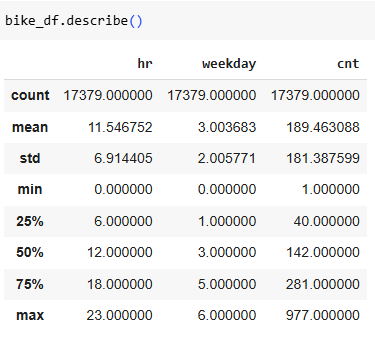 bike_df.describe()
hr weekday cnt
count 17379.000000 17379.000000 17379.000000
mean 11.546752 3.003683 189.463088
std 6.914405 2.005771 181.387599
min 0.000000 0.000000 1.000000
25% 6.000000 1.000000 40.000000
50% 12.000000 3.000000 142.000000
75% 18.000000 5.000000 281.000000
max 23.000000 6.000000 977.000000